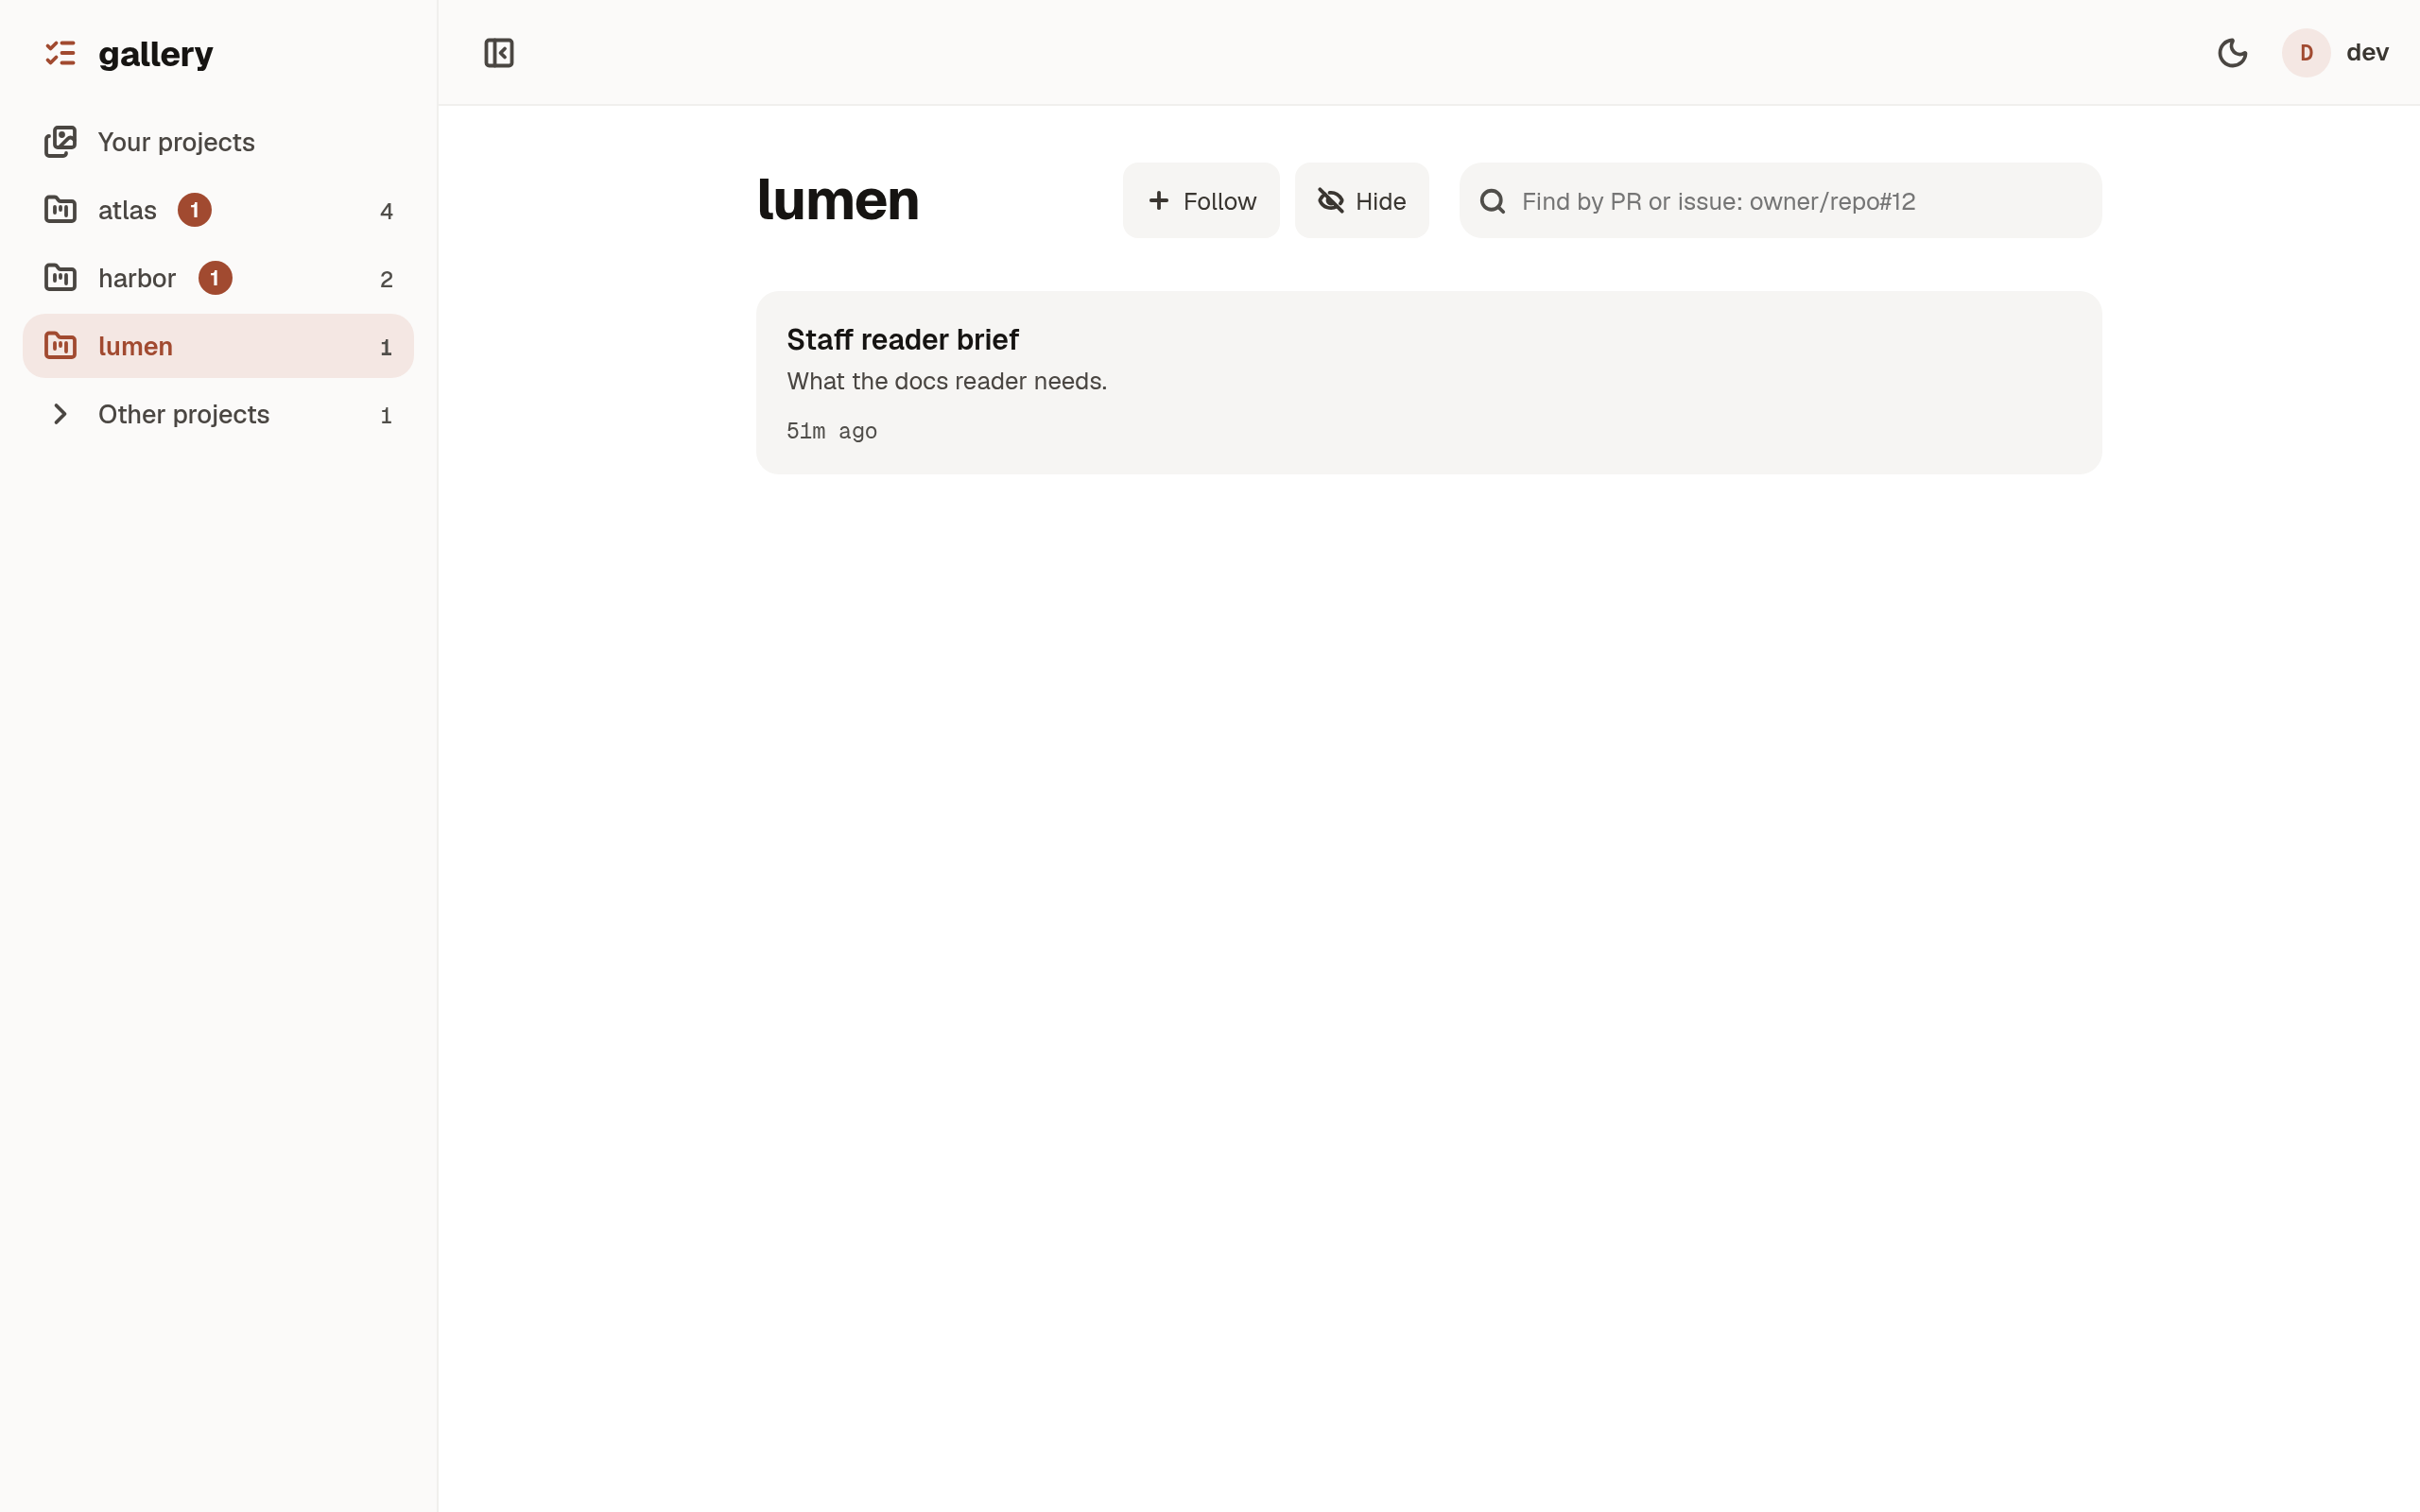 gallery
Your projects
atlas 1 4
harbor 1 2
lumen 1
Other projects 1
D dev
lumen
Follow
Hide
Find by PR or issue: owner/repo#12
Staff reader brief
What the docs reader needs.
51m ago